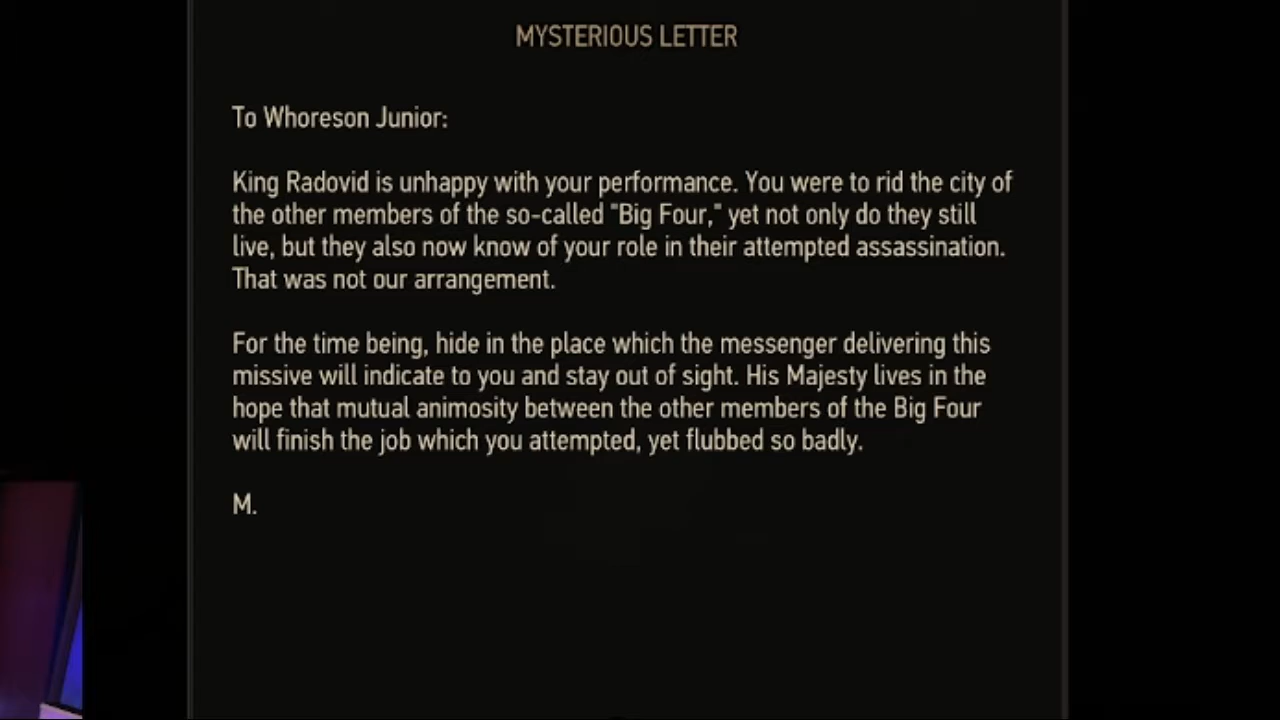 MYSTERIOUS LETTER
To Whoreson Junior:
King Radovid is unhappy with your performance. You were to rid the city of
the other members of the so-called "Big Four," yet not only do they still
live, but they also now know of your role in their attempted assassination.
That was not our arrangement.
For the time being, hide in the place which the messenger delivering this
missive will indicate to you and stay out of sight. His Majesty lives in the
hope that mutual animosity between the other members of the Big Four
will finish the job which you attempted, yet flubbed so badly.
M.